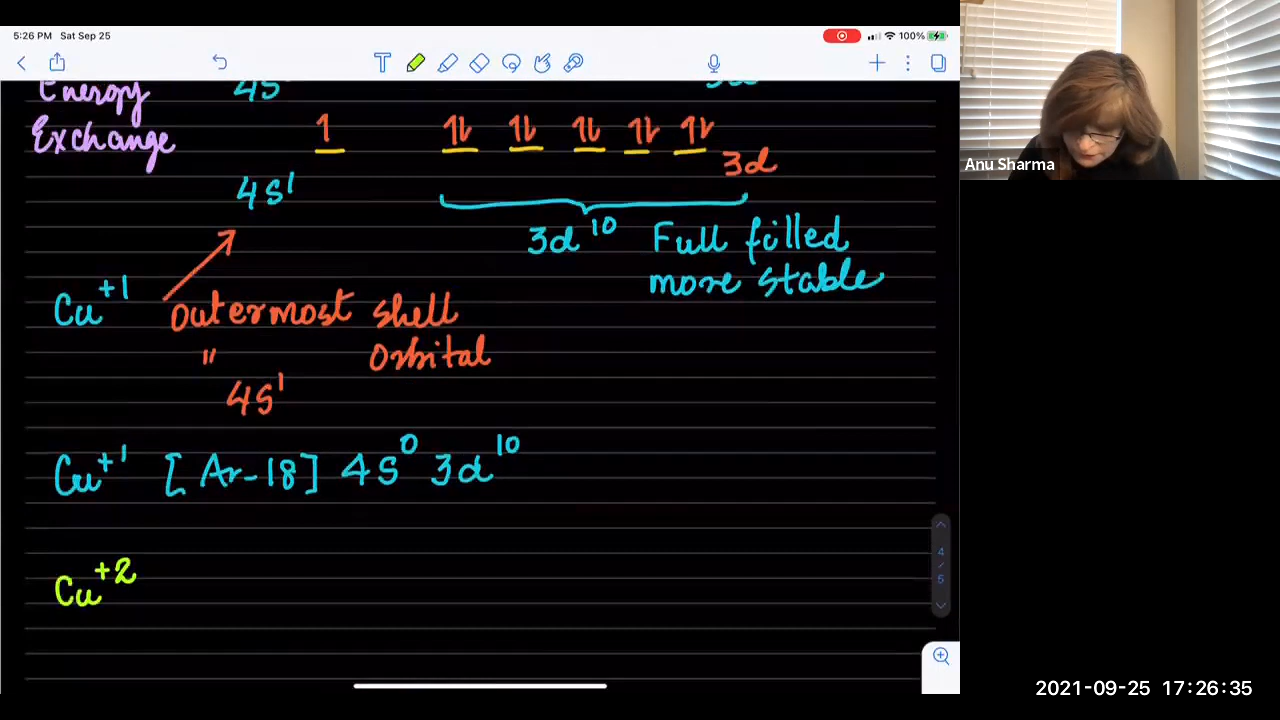 5:26 PM Sat Sep 25
100%
Energy 4S
Exchange 1 1l 1l 1l 1l 1l
3d
4S¹
3d¹⁰ Full filled
more stable
Cu⁺¹ Outermost shell
" Orbital
4S¹
Cu⁺¹ [Ar-18] 4S⁰ 3d¹⁰
Cu⁺²
4
/
5
Anu Sharma
2021-09-25 17:26:35